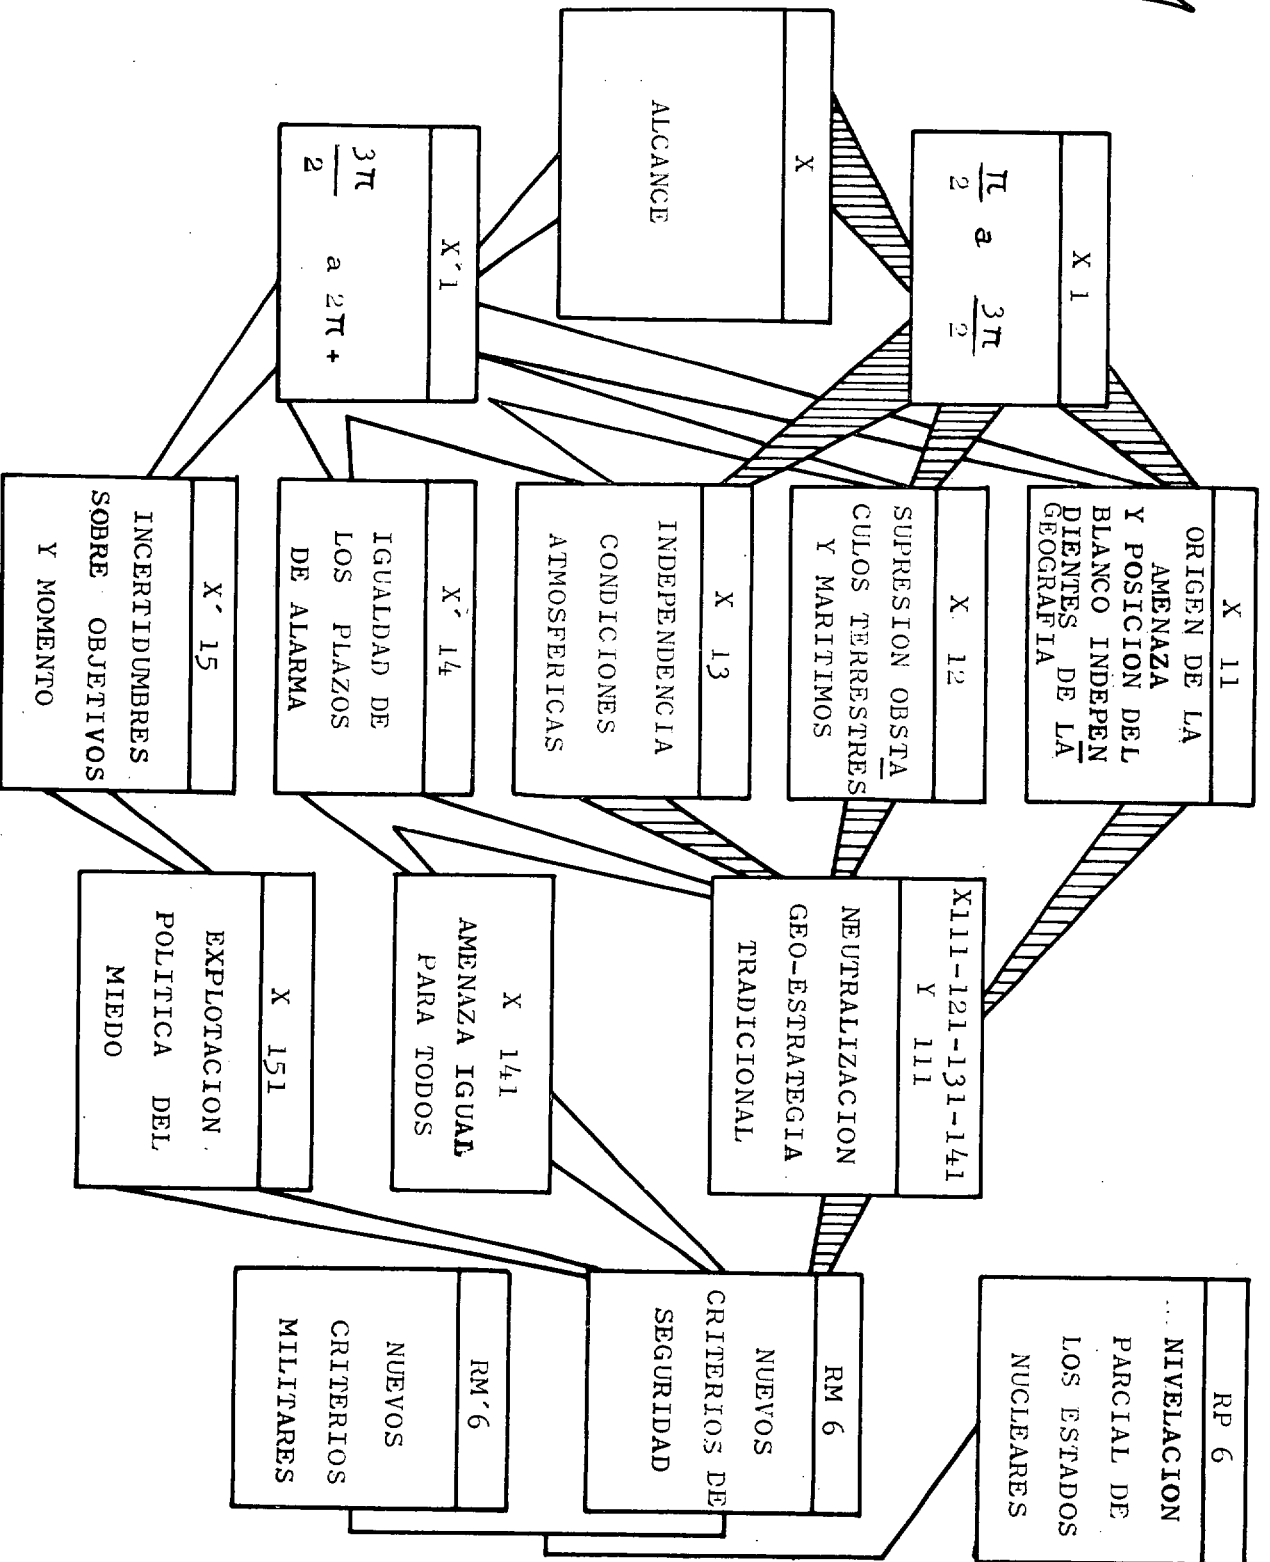 X 1
π/2 a 3π/2
X
ALCANCE
X´1
3π/2 a 2π +
X 11
ORIGEN DE LA
AMENAZA
Y POSICION DEL
BLANCO INDEPEN
DIENTES DE LA
GEOGRAFIA
X 12
SUPRESION OBSTA
CULOS TERRESTRES
Y MARITIMOS
X 13
INDEPENDENCIA
CONDICIONES
ATMOSFERICAS
X´ 14
IGUALDAD DE
LOS PLAZOS
DE ALARMA
X´ 15
INCERTIDUMBRES
SOBRE OBJETIVOS
Y MOMENTO
X111-121-131-141
Y 111
NEUTRALIZACION
GEO-ESTRATEGIA
TRADICIONAL
X 141
AMENAZA IGUAL
PARA TODOS
X 151
EXPLOTACION
POLITICA DEL
MIEDO
RP 6
NIVELACION
PARCIAL DE
LOS ESTADOS
NUCLEARES
RM 6
NUEVOS
CRITERIOS DE
SEGURIDAD
RM´6
NUEVOS
CRITERIOS
MILITARES